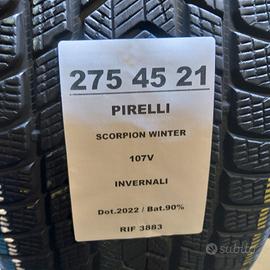 275 45 21
PIRELLI
SCORPION WINTER
107V
INVERNALI
Dot.2022 / Bat.90%
RIF 3883
subito